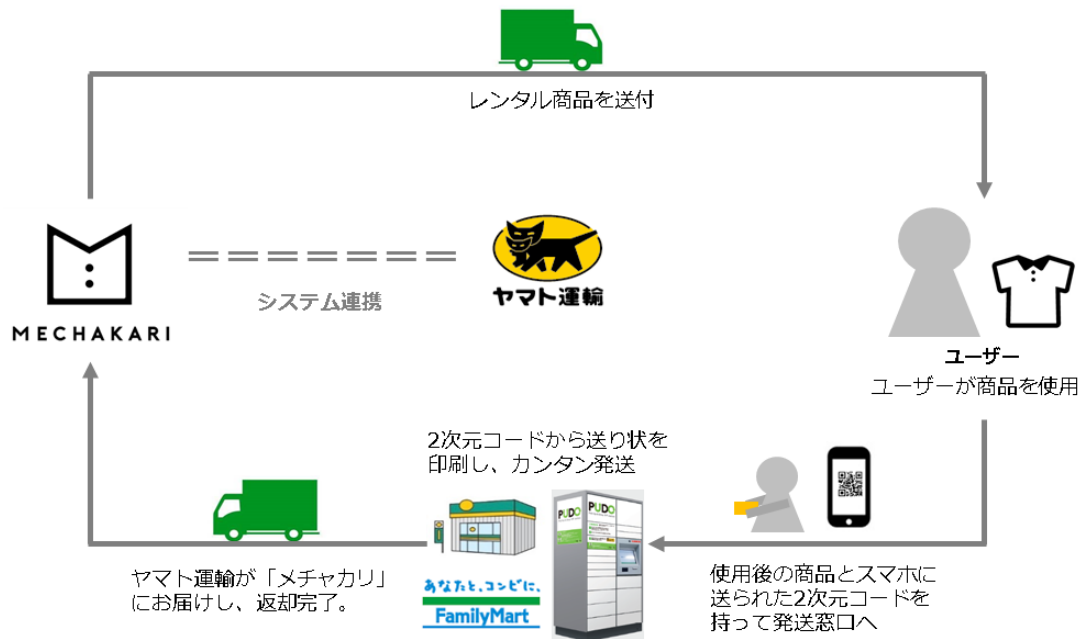 レンタル商品を送付
MECHAKARI
システム連携
ヤマト運輸
ユーザー
ユーザーが商品を使用
2次元コードから送り状を
印刷し、カンタン発送
PUDO
PUDO
あなたと、コンビに、
FamilyMart
ヤマト運輸が「メチャカリ」
にお届けし、返却完了。
使用後の商品とスマホに
送られた2次元コードを
持って発送窓口へ